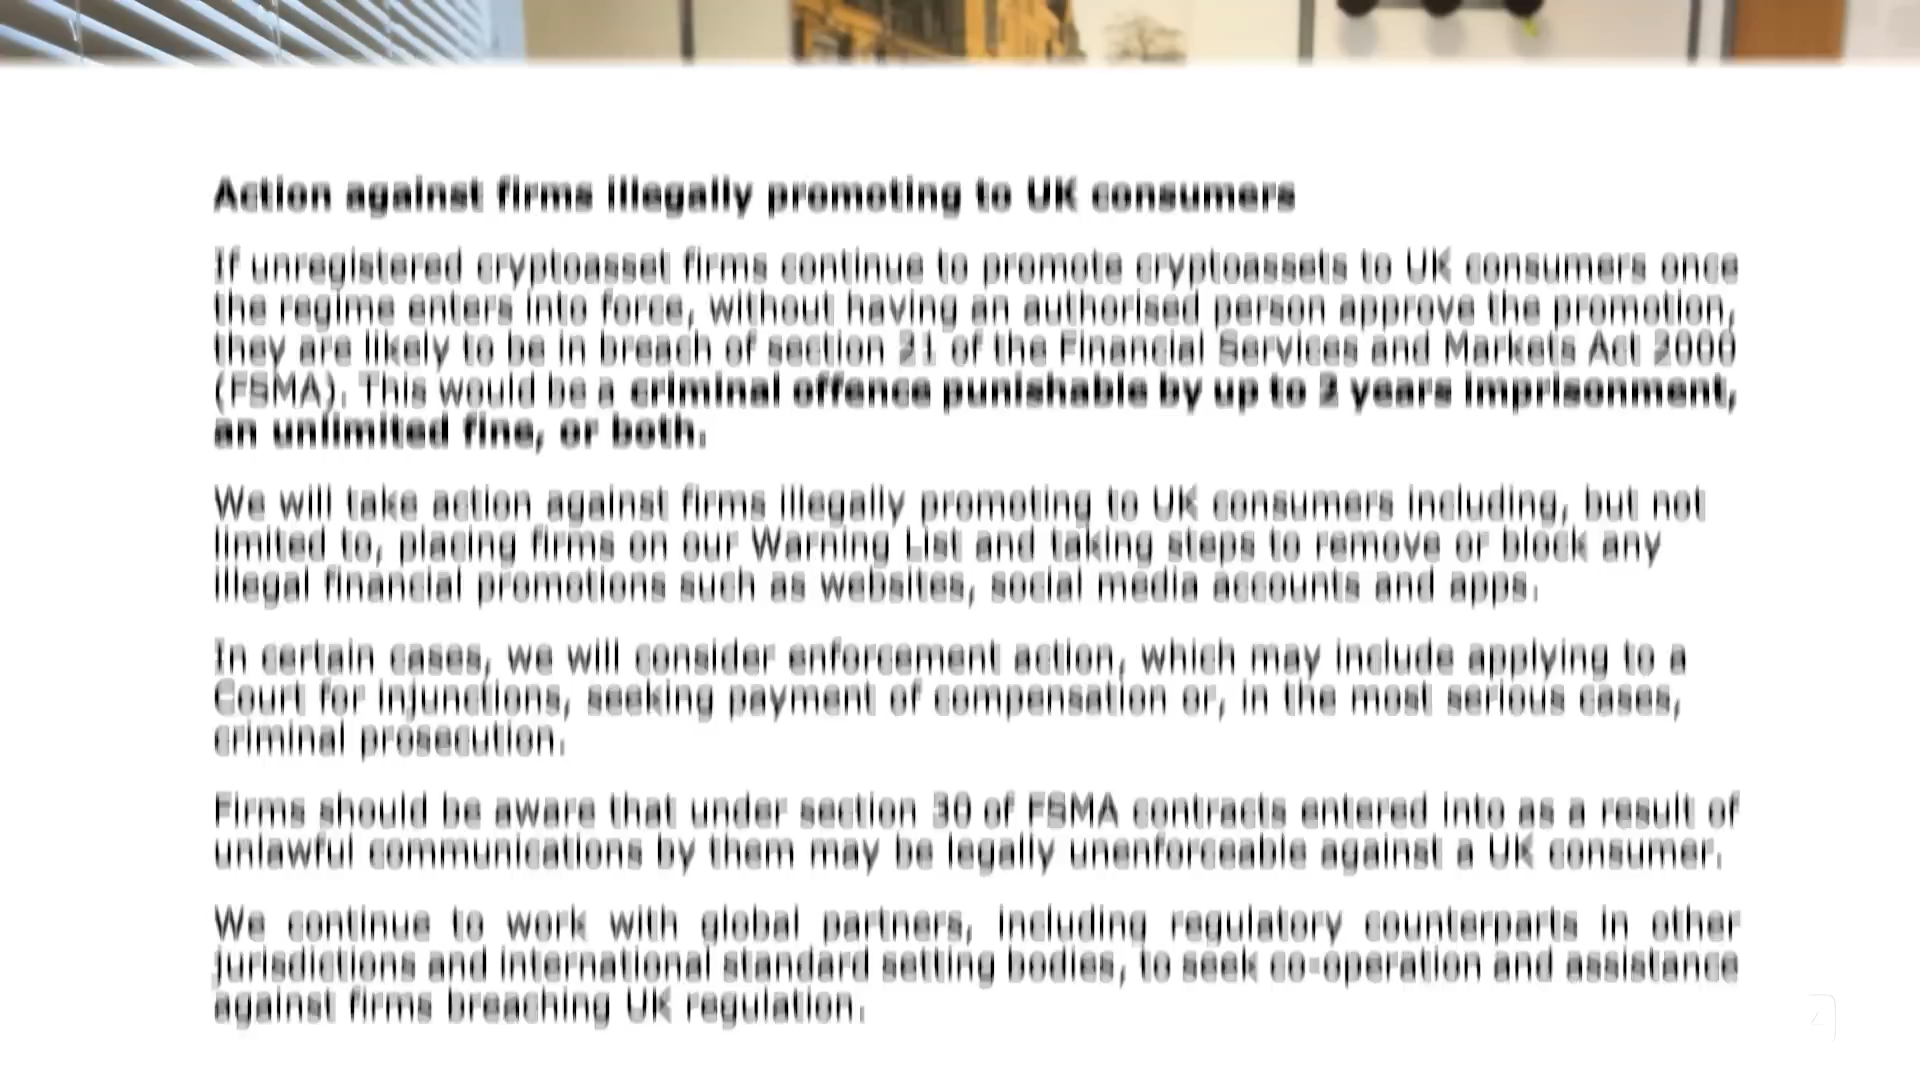 Action against firms illegally promoting to UK consumers
If unregistered cryptoasset firms continue to promote cryptoassets to UK consumers once
the regime enters into force, without having an authorised person approve the promotion,
they are likely to be in breach of section 21 of the Financial Services and Markets Act 2000
(FSMA). This would be a criminal offence punishable by up to 2 years imprisonment,
an unlimited fine, or both.
We will take action against firms illegally promoting to UK consumers including, but not
limited to, placing firms on our Warning List and taking steps to remove or block any
illegal financial promotions such as websites, social media accounts and apps.
In certain cases, we will consider enforcement action, which may include applying to a
Court for injunctions, seeking payment of compensation or, in the most serious cases,
criminal prosecution.
Firms should be aware that under section 30 of FSMA contracts entered into as a result of
unlawful communications by them may be legally unenforceable against a UK consumer.
We continue to work with global partners, including regulatory counterparts in other
jurisdictions and international standard setting bodies, to seek co-operation and assistance
against firms breaching UK regulation.